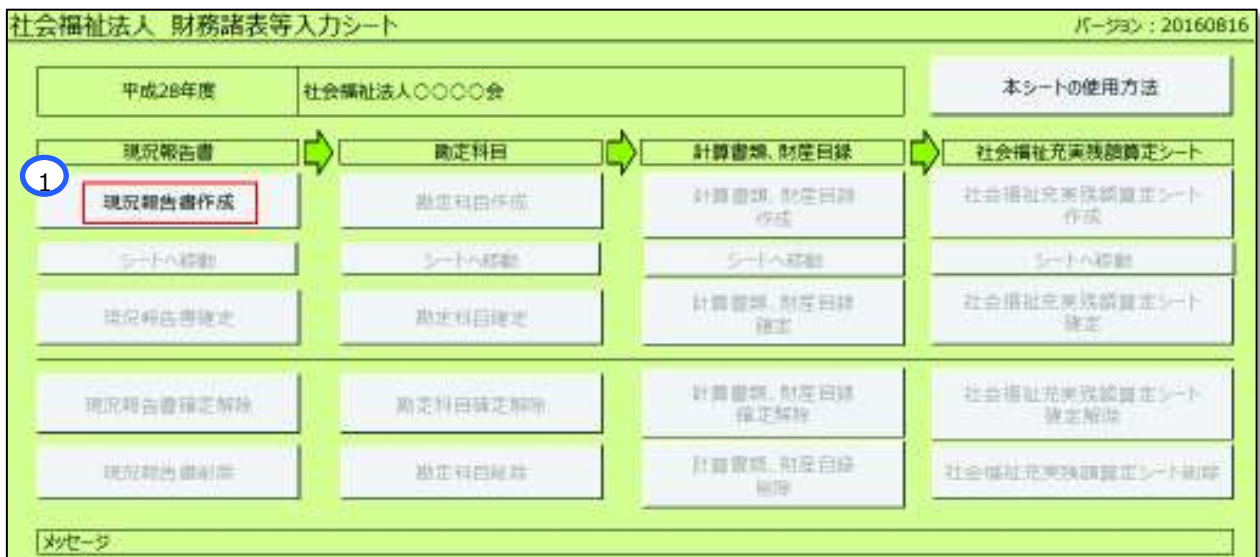 社会福祉法人 財務諸表等入力シート
バージョン：20160816
平成28年度
社会福祉法人○○○○会
本シートの使用方法
現況報告書
勘定科目
計算書類、財産目録
社会福祉充実残額算定シート
1
現況報告書作成
勘定科目作成
計算書類、財産目録
作成
社会福祉充実残額算定シート
作成
シートへ移動
シートへ移動
シートへ移動
シートへ移動
現況報告書確定
勘定科目確定
計算書類、財産目録
確定
社会福祉充実残額算定シート
確定
現況報告書確定解除
勘定科目確定解除
計算書類、財産目録
確定解除
社会福祉充実残額算定シート
確定解除
現況報告書削除
勘定科目削除
計算書類、財産目録
削除
社会福祉充実残額算定シート削除
メッセージ